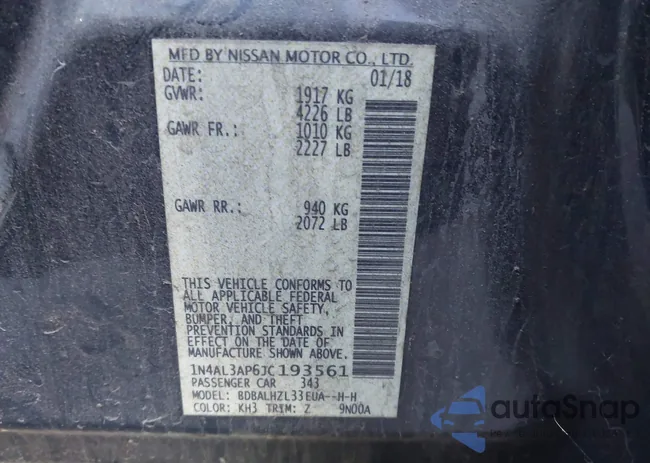 MFD BY NISSAN MOTOR CO., LTD.
DATE: 01/18
GVWR: 1917 KG
4226 LB
GAWR FR.: 1010 KG
2227 LB
GAWR RR.: 940 KG
2072 LB
THIS VEHICLE CONFORMS TO
ALL APPLICABLE FEDERAL
MOTOR VEHICLE SAFETY,
BUMPER, AND THEFT
PREVENTION STANDARDS IN
EFFECT ON THE DATE OF
MANUFACTURE SHOWN ABOVE.
1N4AL3AP6JC193561
PASSENGER CAR 343
MODEL: BDBALHZL33EUA--H-H
COLOR: KH3 TRIM: Z 9N00A
autoSnap